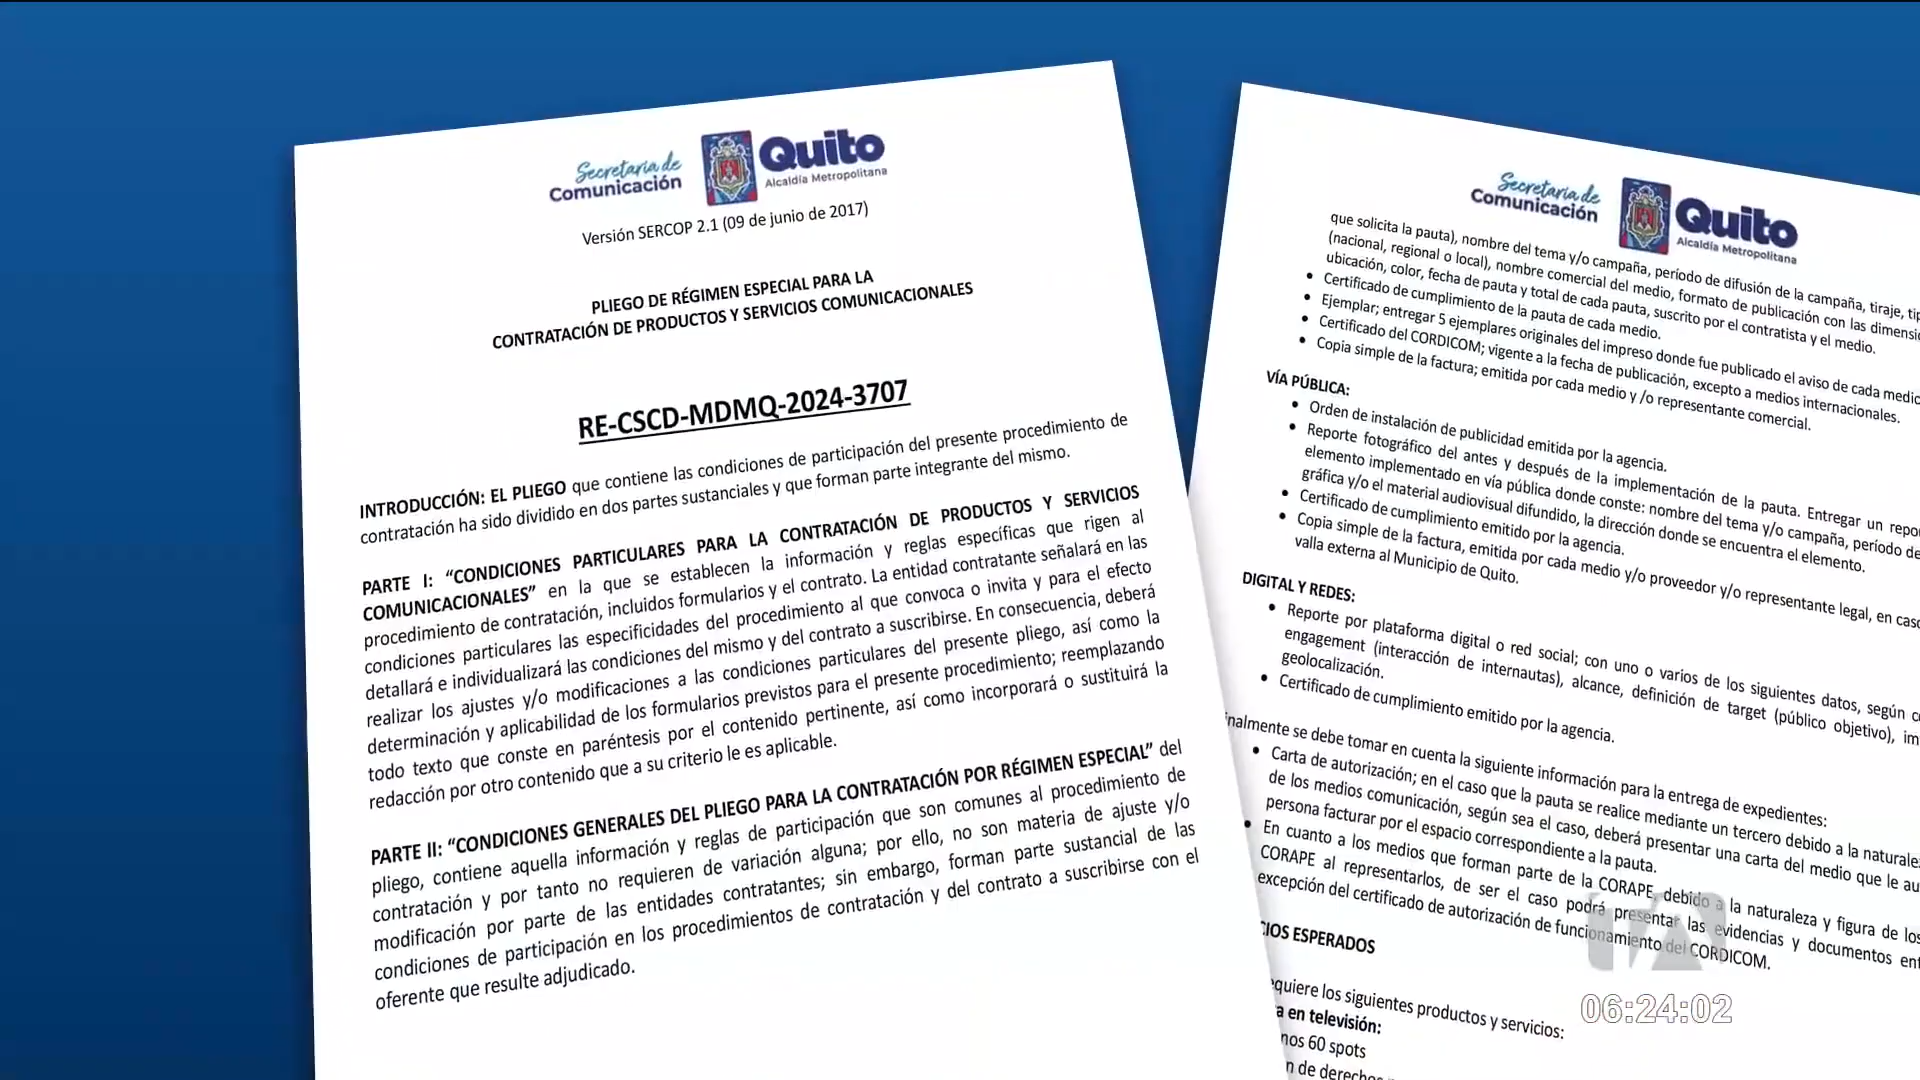 Secretaría de
Comunicación
Quito
Alcaldía Metropolitana
Versión SERCOP 2.1 (09 de junio de 2017)
PLIEGO DE RÉGIMEN ESPECIAL PARA LA
CONTRATACIÓN DE PRODUCTOS Y SERVICIOS COMUNICACIONALES
RE-CSCD-MDMQ-2024-3707
INTRODUCCIÓN: EL PLIEGO que contiene las condiciones de participación del presente procedimiento de
contratación ha sido dividido en dos partes sustanciales y que forman parte integrante del mismo.
PARTE I: “CONDICIONES PARTICULARES PARA LA CONTRATACIÓN DE PRODUCTOS Y SERVICIOS
COMUNICACIONALES” en la que se establecen la información y reglas específicas que rigen al
procedimiento de contratación, incluidos formularios y el contrato. La entidad contratante señalará en las
condiciones particulares las especificidades del procedimiento al que convoca o invita y para el efecto
detallará e individualizará las condiciones del mismo y del contrato a suscribirse. En consecuencia, deberá
realizar los ajustes y/o modificaciones a las condiciones particulares del presente pliego, así como la
determinación y aplicabilidad de los formularios previstos para el presente procedimiento; reemplazando
todo texto que conste en paréntesis por el contenido pertinente, así como incorporará o sustituirá la
redacción por otro contenido que a su criterio le es aplicable.
PARTE II: “CONDICIONES GENERALES DEL PLIEGO PARA LA CONTRATACIÓN POR RÉGIMEN ESPECIAL” del
pliego, contiene aquella información y reglas de participación que son comunes al procedimiento de
contratación y por tanto no requieren de variación alguna; por ello, no son materia de ajuste y/o
modificación por parte de las entidades contratantes; sin embargo, forman parte sustancial de las
condiciones de participación en los procedimientos de contratación y del contrato a suscribirse con el
oferente que resulte adjudicado.
Secretaría de
Comunicación
Quito
Alcaldía Metropolitana
que solicita la pauta), nombre del tema y/o campaña, período de difusión de la campaña, tiraje, tip
(nacional, regional o local), nombre comercial del medio, formato de publicación con las dimensi
ubicación, color, fecha de pauta y total de cada pauta, suscrito por el contratista y el medio.
• Certificado de cumplimiento de la pauta de cada medio.
• Ejemplar; entregar 5 ejemplares originales del impreso donde fue publicado el aviso de cada medic
• Certificado del CORDICOM; vigente a la fecha de publicación, excepto a medios internacionales.
• Copia simple de la factura; emitida por cada medio y /o representante comercial.
VÍA PÚBLICA:
• Orden de instalación de publicidad emitida por la agencia.
• Reporte fotográfico del antes y después de la implementación de la pauta. Entregar un repor
elemento implementado en vía pública donde conste: nombre del tema y/o campaña, período de
gráfica y/o el material audiovisual difundido, la dirección donde se encuentra el elemento.
• Certificado de cumplimiento emitido por la agencia.
• Copia simple de la factura, emitida por cada medio y/o proveedor y/o representante legal, en caso
valla externa al Municipio de Quito.
DIGITAL Y REDES:
• Reporte por plataforma digital o red social; con uno o varios de los siguientes datos, según c
engagement (interacción de internautas), alcance, definición de target (público objetivo), im
geolocalización.
• Certificado de cumplimiento emitido por la agencia.
inalmente se debe tomar en cuenta la siguiente información para la entrega de expedientes:
• Carta de autorización; en el caso que la pauta se realice mediante un tercero debido a la naturale
de los medios comunicación, según sea el caso, deberá presentar una carta del medio que le au
persona facturar por el espacio correspondiente a la pauta.
• En cuanto a los medios que forman parte de la CORAPE, debido a la naturaleza y figura de los
CORAPE al representarlos, de ser el caso podrá presentar las evidencias y documentos ent
excepción del certificado de autorización de funcionamiento del CORDICOM.
CIOS ESPERADOS
quiere los siguientes productos y servicios:
a en televisión:
nos 60 spots
n de derechos
06:24:02